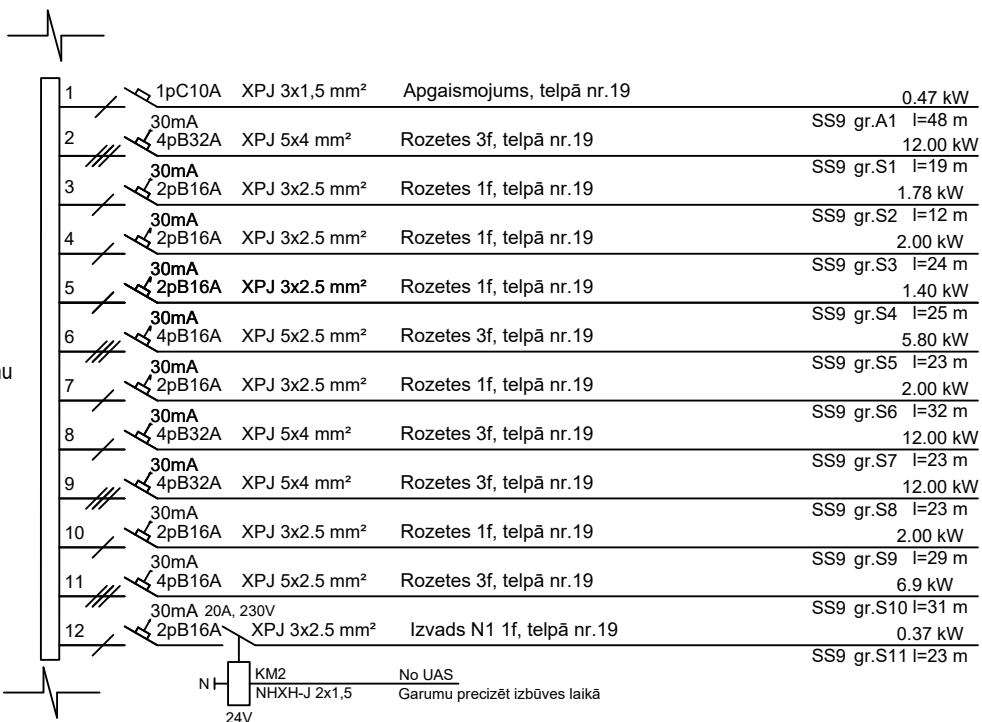 1 1pC10A XPJ 3x1,5 mm² Apgaismojums, telpā nr.19 0.47 kW
SS9 gr.A1 l=48 m
30mA
2 4pB32A XPJ 5x4 mm² Rozetes 3f, telpā nr.19 12.00 kW
SS9 gr.S1 l=19 m
30mA
3 2pB16A XPJ 3x2.5 mm² Rozetes 1f, telpā nr.19 1.78 kW
SS9 gr.S2 l=12 m
30mA
4 2pB16A XPJ 3x2.5 mm² Rozetes 1f, telpā nr.19 2.00 kW
SS9 gr.S3 l=24 m
30mA
5 2pB16A XPJ 3x2.5 mm² Rozetes 1f, telpā nr.19 1.40 kW
SS9 gr.S4 l=25 m
30mA
6 4pB16A XPJ 5x2.5 mm² Rozetes 3f, telpā nr.19 5.80 kW
SS9 gr.S5 l=23 m
30mA
7 2pB16A XPJ 3x2.5 mm² Rozetes 1f, telpā nr.19 2.00 kW
SS9 gr.S6 l=32 m
30mA
8 4pB32A XPJ 5x4 mm² Rozetes 3f, telpā nr.19 12.00 kW
SS9 gr.S7 l=23 m
30mA
9 4pB32A XPJ 5x4 mm² Rozetes 3f, telpā nr.19 12.00 kW
SS9 gr.S8 l=23 m
30mA
10 2pB16A XPJ 3x2.5 mm² Rozetes 1f, telpā nr.19 2.00 kW
SS9 gr.S9 l=29 m
30mA
11 4pB16A XPJ 5x2.5 mm² Rozetes 3f, telpā nr.19 6.9 kW
SS9 gr.S10 l=31 m
30mA 20A, 230V
12 2pB16A XPJ 3x2.5 mm² Izvads N1 1f, telpā nr.19 0.37 kW
SS9 gr.S11 l=23 m
N KM2 No UAS
NHXH-J 2x1,5 Garumu precizēt izbūves laikā
24V